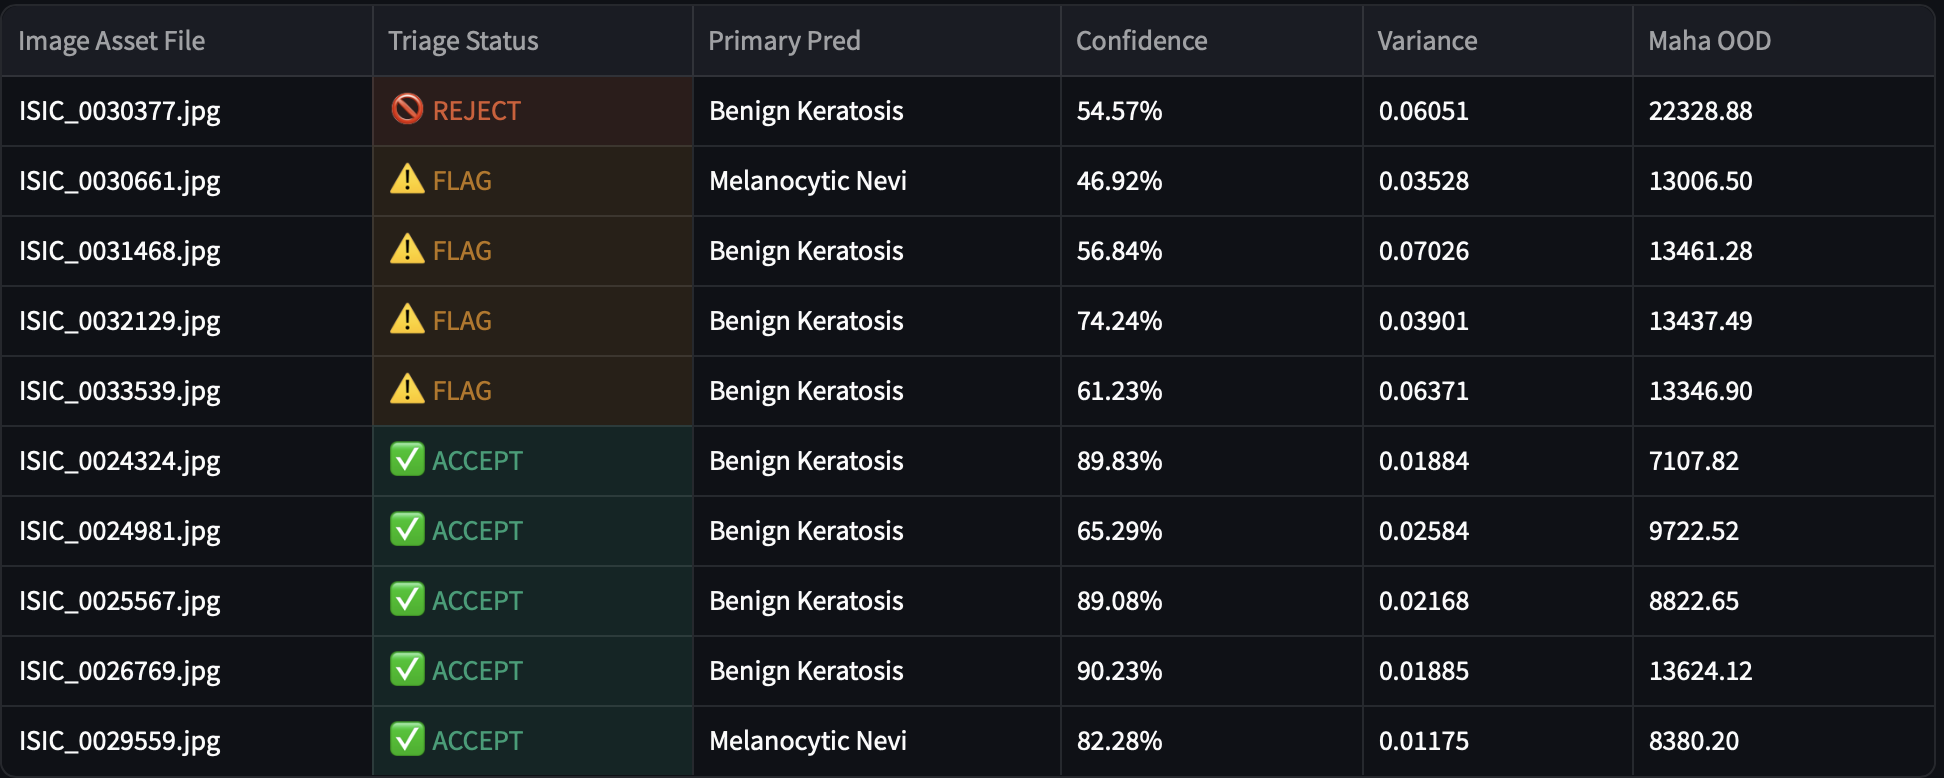 Image Asset File Triage Status Primary Pred Confidence Variance Maha OOD
ISIC_0030377.jpg 🚫 REJECT Benign Keratosis 54.57% 0.06051 22328.88
ISIC_0030661.jpg ⚠️ FLAG Melanocytic Nevi 46.92% 0.03528 13006.50
ISIC_0031468.jpg ⚠️ FLAG Benign Keratosis 56.84% 0.07026 13461.28
ISIC_0032129.jpg ⚠️ FLAG Benign Keratosis 74.24% 0.03901 13437.49
ISIC_0033539.jpg ⚠️ FLAG Benign Keratosis 61.23% 0.06371 13346.90
ISIC_0024324.jpg ✅ ACCEPT Benign Keratosis 89.83% 0.01884 7107.82
ISIC_0024981.jpg ✅ ACCEPT Benign Keratosis 65.29% 0.02584 9722.52
ISIC_0025567.jpg ✅ ACCEPT Benign Keratosis 89.08% 0.02168 8822.65
ISIC_0026769.jpg ✅ ACCEPT Benign Keratosis 90.23% 0.01885 13624.12
ISIC_0029559.jpg ✅ ACCEPT Melanocytic Nevi 82.28% 0.01175 8380.20